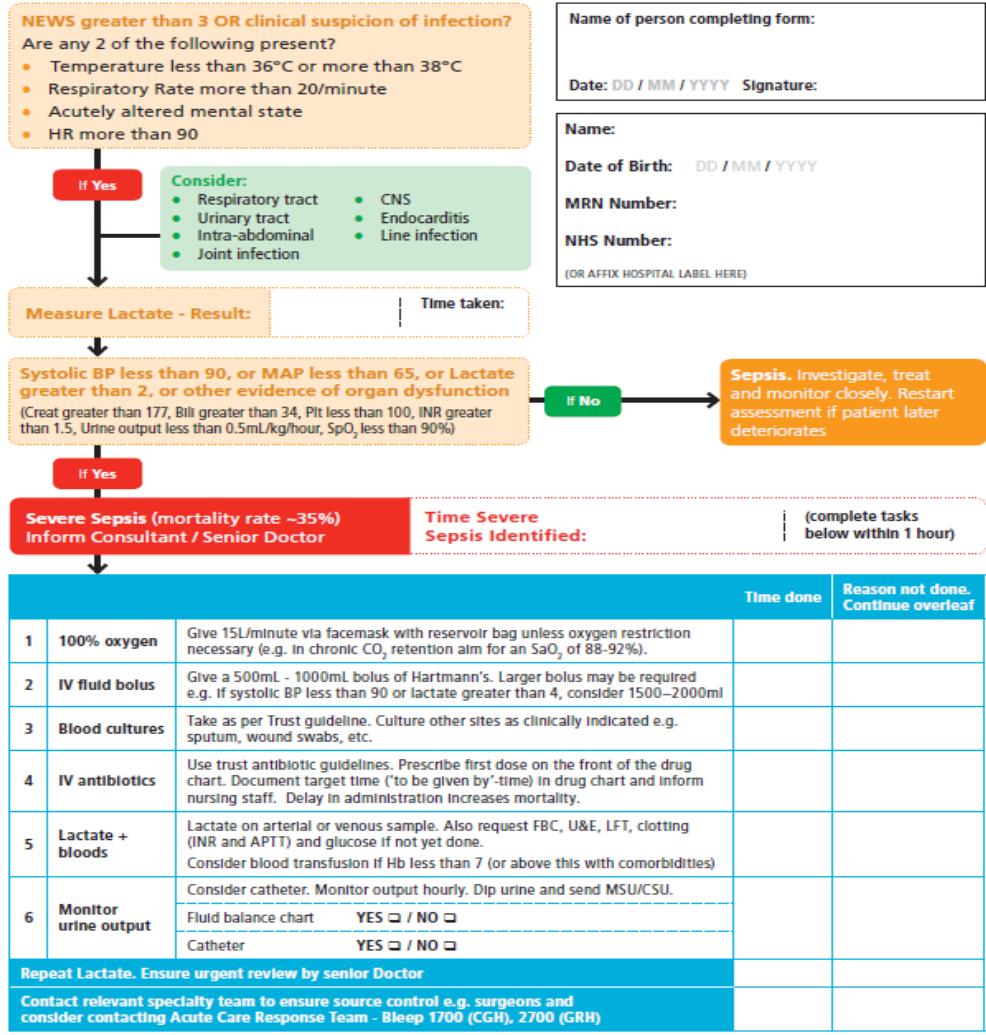 NEWS greater than 3 OR clinical suspicion of infection?
Are any 2 of the following present?
• Temperature less than 36°C or more than 38°C
• Respiratory Rate more than 20/minute
• Acutely altered mental state
• HR more than 90
Name of person completing form:
Date: DD / MM / YYYY Signature:
Name:
Date of Birth: DD / MM / YYYY
MRN Number:
NHS Number:
(OR AFFIX HOSPITAL LABEL HERE)
If Yes
Consider:
• Respiratory tract • CNS
• Urinary tract • Endocarditis
• Intra-abdominal • Line infection
• Joint infection
Measure Lactate - Result:
Time taken:
Systolic BP less than 90, or MAP less than 65, or Lactate
greater than 2, or other evidence of organ dysfunction
(Creat greater than 177, Bili greater than 34, Plt less than 100, INR greater
than 1.5, Urine output less than 0.5mL/kg/hour, SpO₂ less than 90%)
If No
Sepsis. Investigate, treat
and monitor closely. Restart
assessment if patient later
deteriorates
If Yes
Severe Sepsis (mortality rate ~35%)
Inform Consultant / Senior Doctor
Time Severe
Sepsis Identified:
(complete tasks
below within 1 hour)
Time done
Reason not done.
Continue overleaf
1
100% oxygen
Give 15L/minute via facemask with reservoir bag unless oxygen restriction
necessary (e.g. in chronic CO₂ retention aim for an SaO₂ of 88-92%).
2
IV fluid bolus
Give a 500mL - 1000mL bolus of Hartmann's. Larger bolus may be required
e.g. if systolic BP less than 90 or lactate greater than 4, consider 1500–2000ml
3
Blood cultures
Take as per Trust guideline. Culture other sites as clinically indicated e.g.
sputum, wound swabs, etc.
4
IV antibiotics
Use trust antibiotic guidelines. Prescribe first dose on the front of the drug
chart. Document target time ('to be given by'-time) in drug chart and inform
nursing staff. Delay in administration increases mortality.
5
Lactate +
bloods
Lactate on arterial or venous sample. Also request FBC, U&E, LFT, clotting
(INR and APTT) and glucose if not yet done.
Consider blood transfusion if Hb less than 7 (or above this with comorbidities)
6
Monitor
urine output
Consider catheter. Monitor output hourly. Dip urine and send MSU/CSU.
Fluid balance chart YES ❑ / NO ❑
Catheter YES ❑ / NO ❑
Repeat Lactate. Ensure urgent review by senior Doctor
Contact relevant specialty team to ensure source control e.g. surgeons and
consider contacting Acute Care Response Team - Bleep 1700 (CGH), 2700 (GRH)